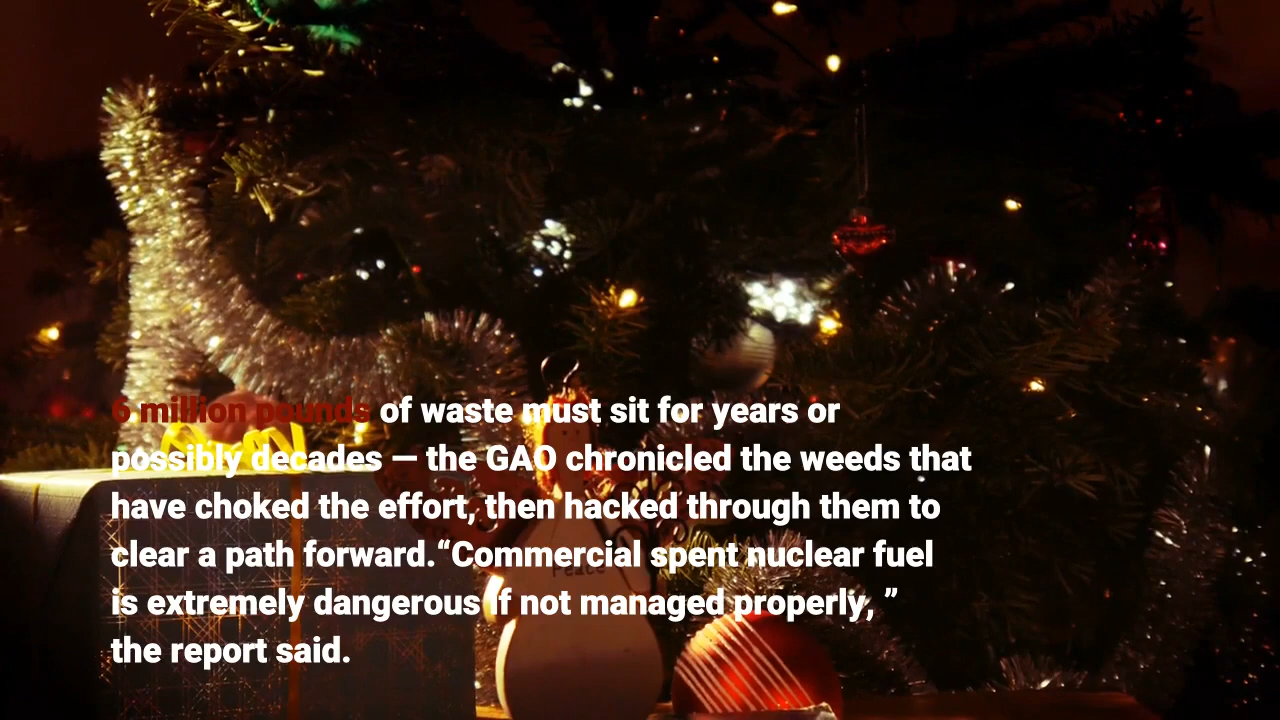 6 million pounds of waste must sit for years or
possibly decades — the GAO chronicled the weeds that
have choked the effort, then hacked through them to
clear a path forward.“Commercial spent nuclear fuel
is extremely dangerous if not managed properly, ”
the report said.
Peace